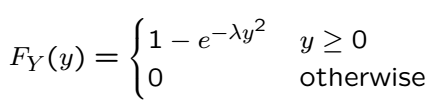 F_Y(y) = { 1 − e^{−λy^2}   y ≥ 0
0   otherwise